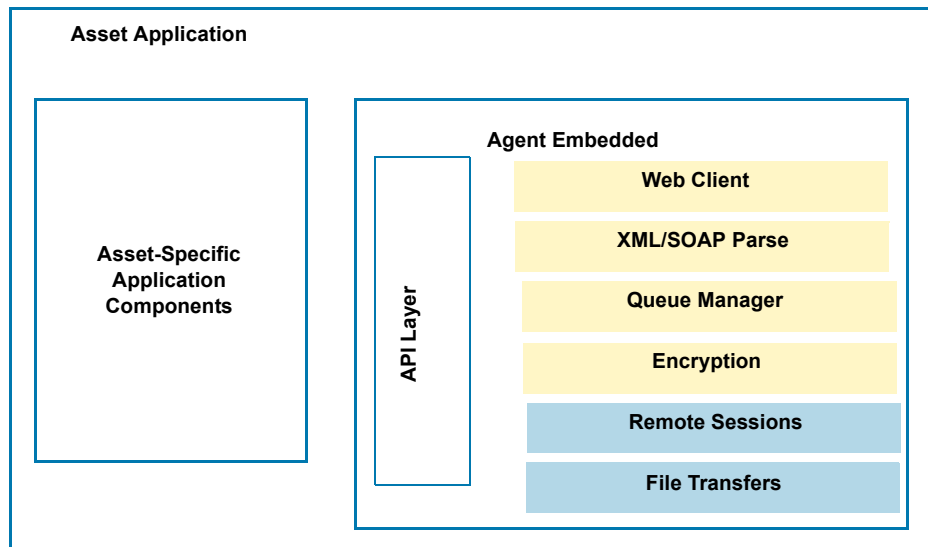 Asset Application
Asset-Specific
Application
Components
Agent Embedded
API Layer
Web Client
XML/SOAP Parse
Queue Manager
Encryption
Remote Sessions
File Transfers